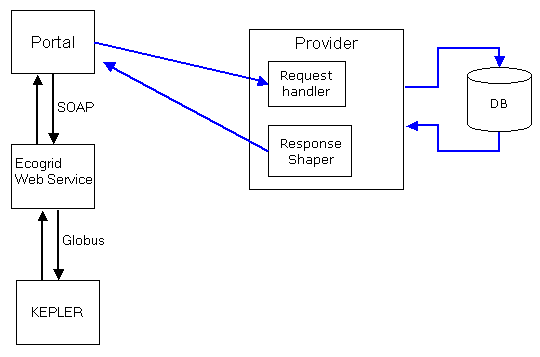 Portal
Provider
Request
handler
Response
Shaper
DB
SOAP
Ecogrid
Web Service
Globus
KEPLER